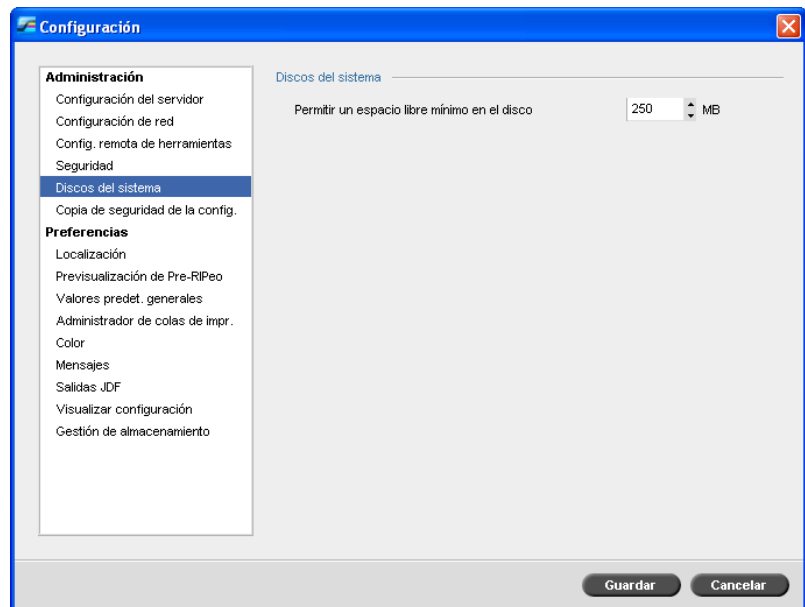 Configuración
Administración
Configuración del servidor
Configuración de red
Config. remota de herramientas
Seguridad
Discos del sistema
Copia de seguridad de la config.
Preferencias
Localización
Previsualización de Pre-RIPeo
Valores predet. generales
Administrador de colas de impr.
Color
Mensajes
Salidas JDF
Visualizar configuración
Gestión de almacenamiento
Discos del sistema
Permitir un espacio libre mínimo en el disco 250 MB
Guardar Cancelar